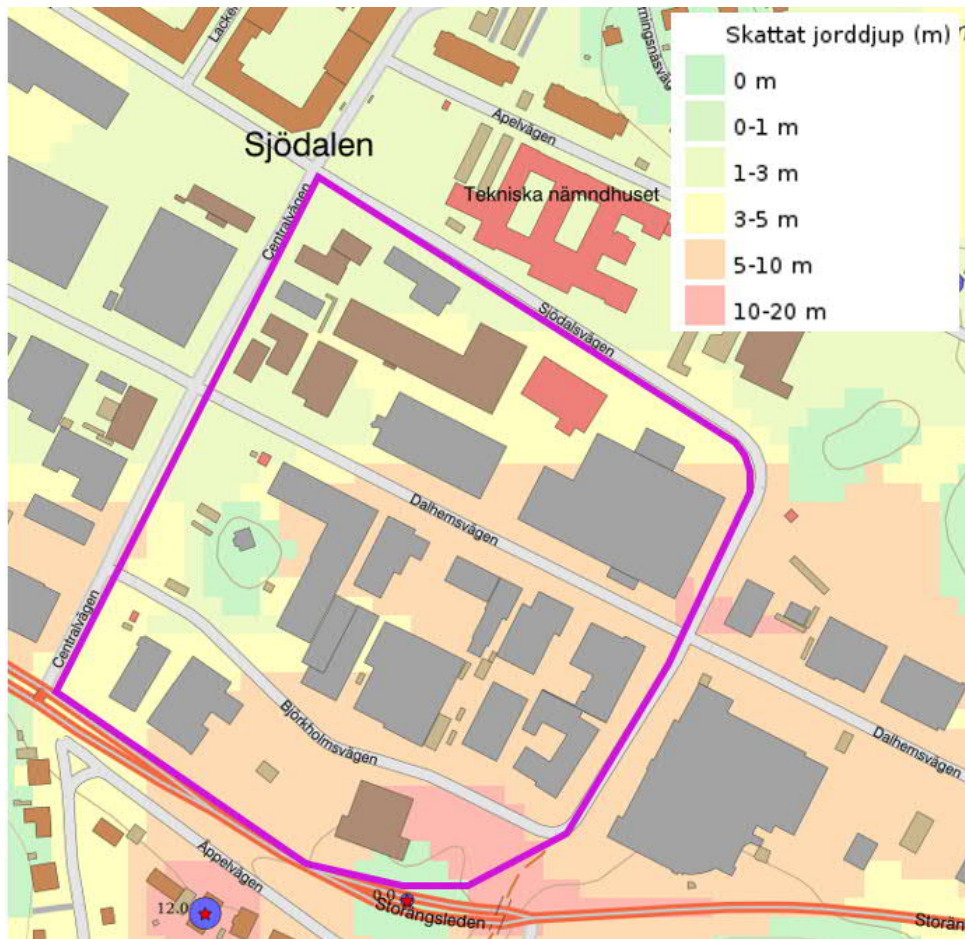 Skattat jorddjup (m)
0 m
0-1 m
1-3 m
3-5 m
5-10 m
10-20 m
Apelvägen
Sjödalen
Tekniska nämndhuset
Centralvägen
Sjödalsvägen
Dalhemsvägen
Centralvägen
Björkholmsvägen
Dalhemsvägen
Äppelvägen
0.0
12.0
Storängsleden